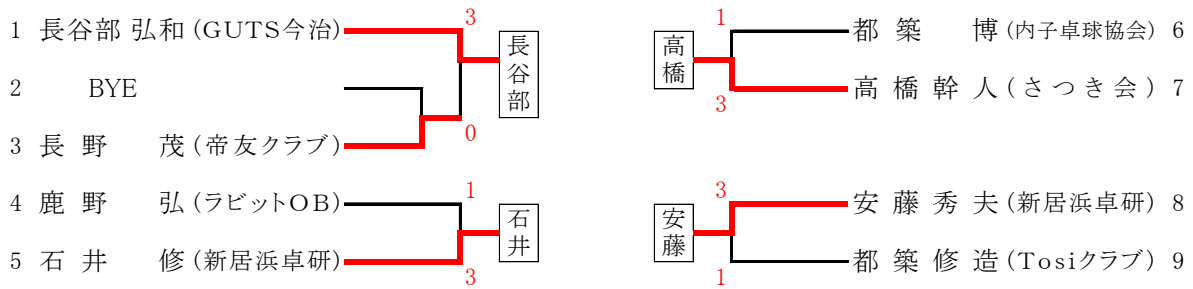 1 長谷部 弘和 (GUTS今治)
3
長谷部
2 BYE
0
3 長野 茂 (帝友クラブ)
4 鹿野 弘 (ラビットOB)
1
石井
5 石井 修 (新居浜卓研)
3
1
都築 博 (内子卓球協会) 6
高橋
高橋幹人 (さつき会) 7
3
3
安藤秀夫 (新居浜卓研) 8
安藤
都築修造 (Tosiクラブ) 9
1